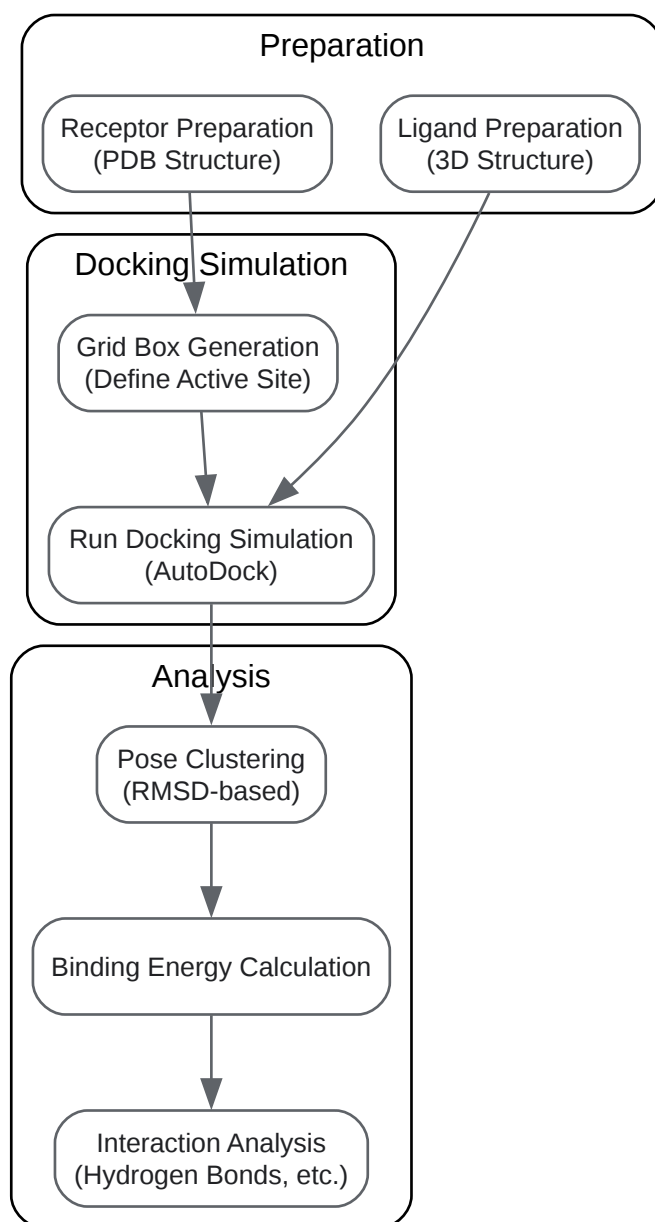 Preparation
Receptor Preparation
(PDB Structure)
Ligand Preparation
(3D Structure)
Docking Simulation
Grid Box Generation
(Define Active Site)
Run Docking Simulation
(AutoDock)
Analysis
Pose Clustering
(RMSD-based)
Binding Energy Calculation
Interaction Analysis
(Hydrogen Bonds, etc.)